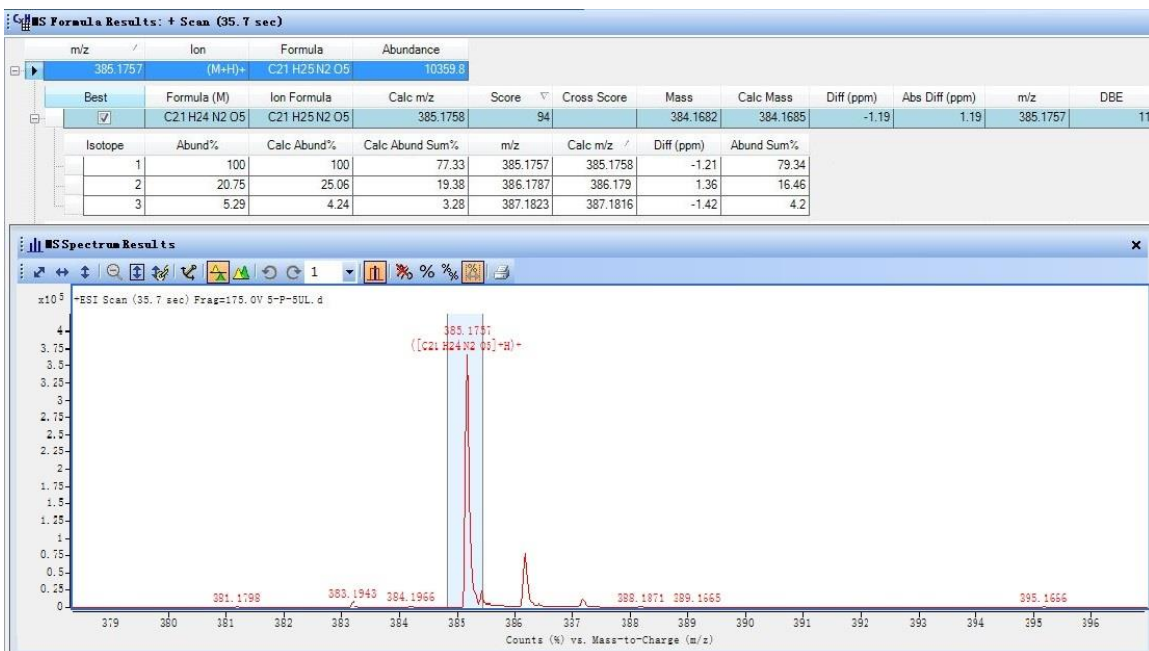 MS Formula Results: + Scan (35.7 sec)
m/z Ion Formula Abundance
385.1757 (M+H)+ C21 H25 N2 O5 10359.8
Best Formula (M) Ion Formula Calc m/z Score Cross Score Mass Calc Mass Diff (ppm) Abs Diff (ppm) m/z DBE
C21 H24 N2 O5 C21 H25 N2 O5 385.1758 94 384.1682 384.1685 -1.19 1.19 385.1757 11
Isotope Abund% Calc Abund% Calc Abund Sum% m/z Calc m/z Diff (ppm) Abund Sum%
1 100 100 77.33 385.1757 385.1758 -1.21 79.34
2 20.75 25.06 19.38 386.1787 386.179 1.36 16.46
3 5.29 4.24 3.28 387.1823 387.1816 -1.42 4.2
MS Spectrum Results
1 % %
x10 5 +ESI Scan (35.7 sec) Frag=175.0V 5-P-5UL.d
4
385.1757
3.75
([C21 H24 N2 O5]+H)+
3.5
3.25
3
2.75
2.5
2.25
2
1.75
1.5
1.25
1
0.75
0.5
0.25
381.1798 383.1943 384.1966 388.1871 389.1665 395.1666
0
379 380 381 382 383 384 385 386 387 388 389 390 391 392 393 394 395 396
Counts (%) vs. Mass-to-Charge (m/z)